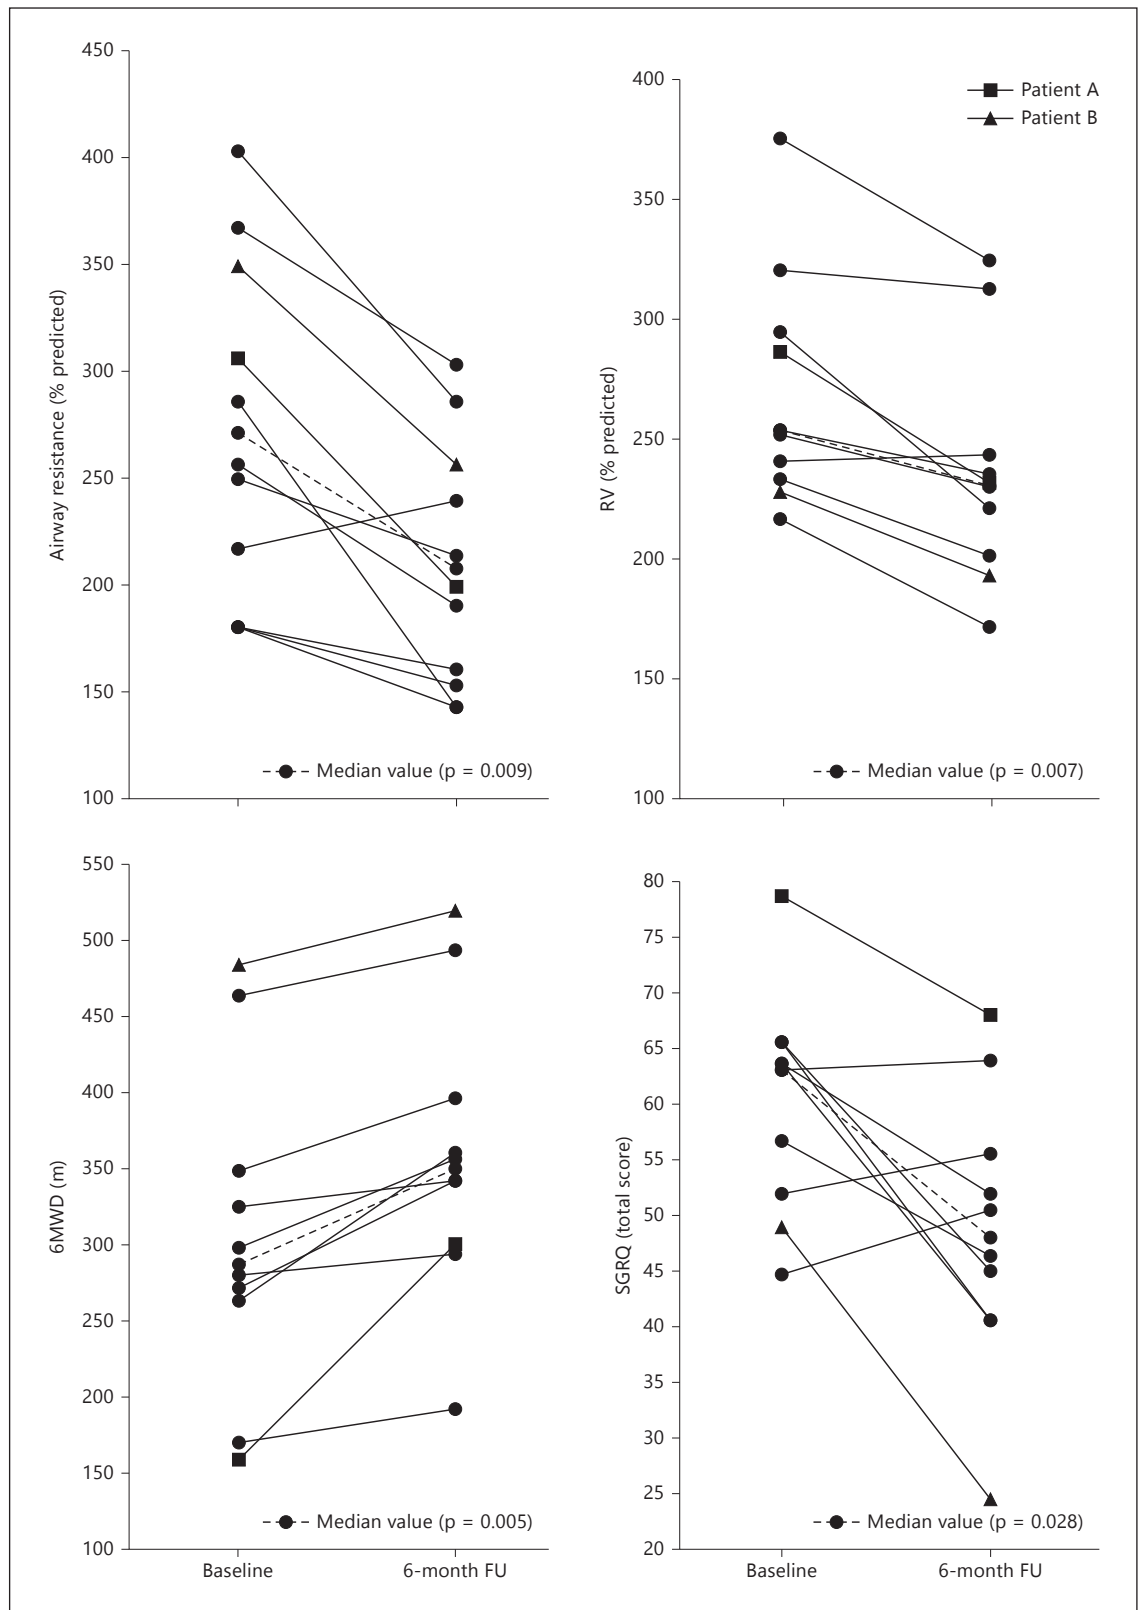 450
400
350
300
250
200
150
100
Airway resistance (% predicted)
Median value (p = 0.009)
400
350
300
250
200
150
100
RV (% predicted)
Patient A
Patient B
Median value (p = 0.007)
550
500
450
400
350
300
250
200
150
100
6MWD (m)
Median value (p = 0.005)
Baseline
6-month FU
80
75
70
65
60
55
50
45
40
35
30
25
20
SGRQ (total score)
Median value (p = 0.028)
Baseline
6-month FU